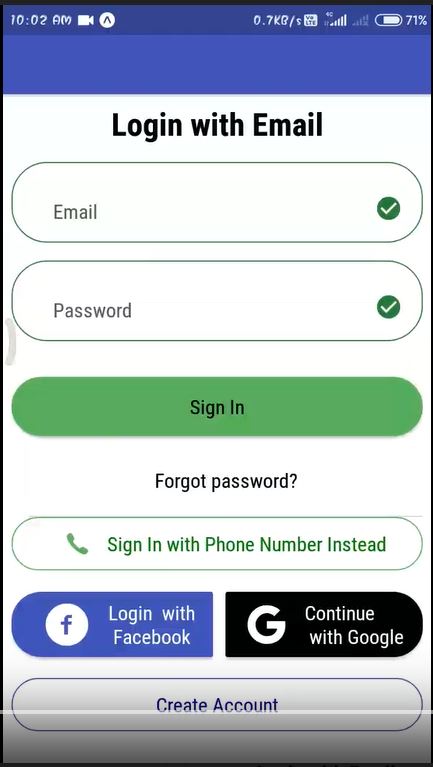 10:02 AM 0.7KB/s 4G 71%
Login with Email
Email
Password
Sign In
Forgot password?
Sign In with Phone Number Instead
Login with
Facebook
Continue
with Google
Create Account